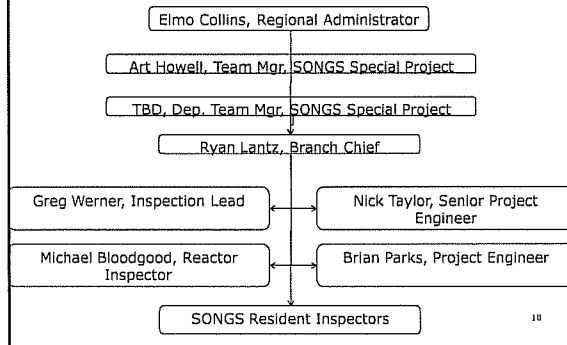 Elmo Collins, Regional Administrator
Art Howell, Team Mgr, SONGS Special Project
TBD, Dep. Team Mgr, SONGS Special Project
Ryan Lantz, Branch Chief
Greg Werner, Inspection Lead
Nick Taylor, Senior Project
Engineer
Michael Bloodgood, Reactor
Inspector
Brian Parks, Project Engineer
SONGS Resident Inspectors
10